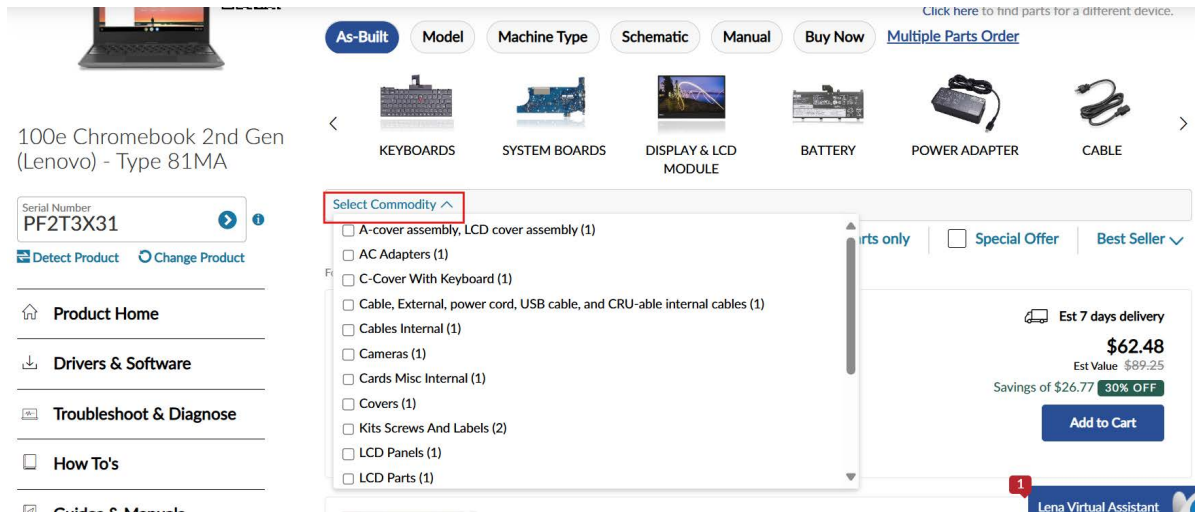 Click here to find parts for a different device.
As-Built
Model
Machine Type
Schematic
Manual
Buy Now
Multiple Parts Order
KEYBOARDS
SYSTEM BOARDS
DISPLAY & LCD
MODULE
BATTERY
POWER ADAPTER
CABLE
100e Chromebook 2nd Gen
(Lenovo) - Type 81MA
Serial Number
PF2T3X31
Detect Product
Change Product
Product Home
Drivers & Software
Troubleshoot & Diagnose
How To's
Guides & Manuals
Select Commodity
A-cover assembly, LCD cover assembly (1)
AC Adapters (1)
C-Cover With Keyboard (1)
Cable, External, power cord, USB cable, and CRU-able internal cables (1)
Cables Internal (1)
Cameras (1)
Cards Misc Internal (1)
Covers (1)
Kits Screws And Labels (2)
LCD Panels (1)
LCD Parts (1)
only
Special Offer
Best Seller
Est 7 days delivery
$62.48
Est Value $89.25
Savings of $26.77 30% OFF
Add to Cart
1
Lena Virtual Assistant